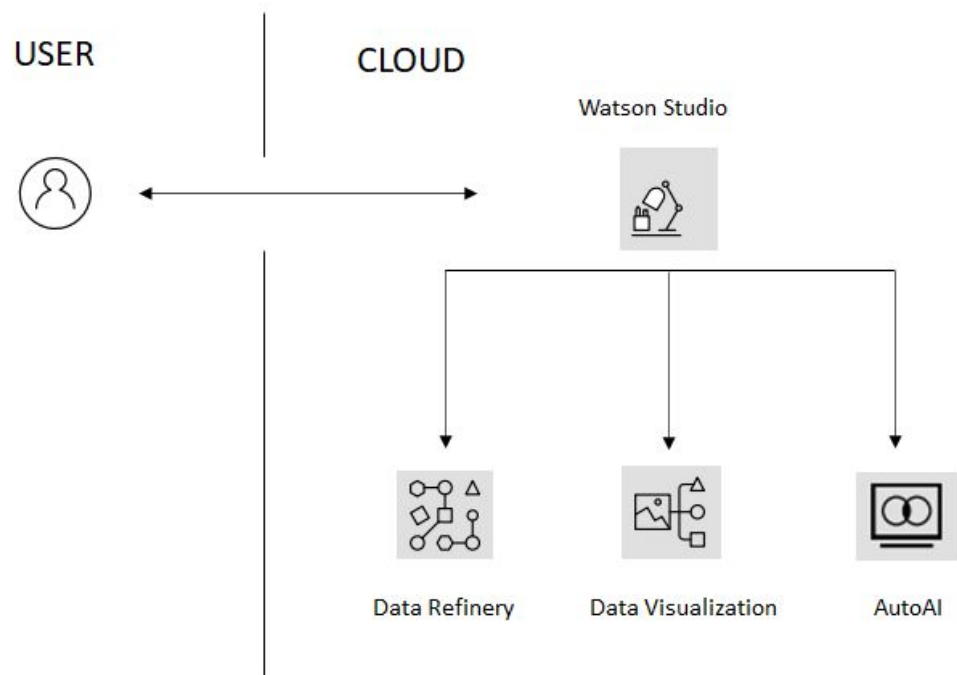 USER
CLOUD
Watson Studio
Data Refinery
Data Visualization
AutoAI